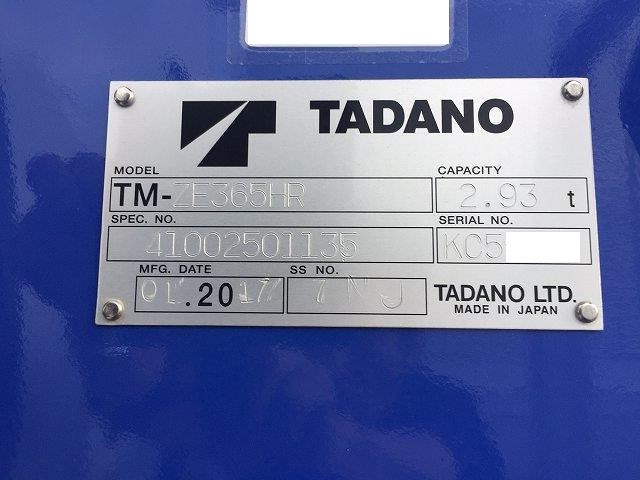 TADANO
MODEL
CAPACITY
TM-ZE365HR
2.93 t
SPEC. NO.
SERIAL NO.
41002501135
KC5
MFG. DATE
SS NO.
01.2017
7NJ
TADANO LTD.
MADE IN JAPAN